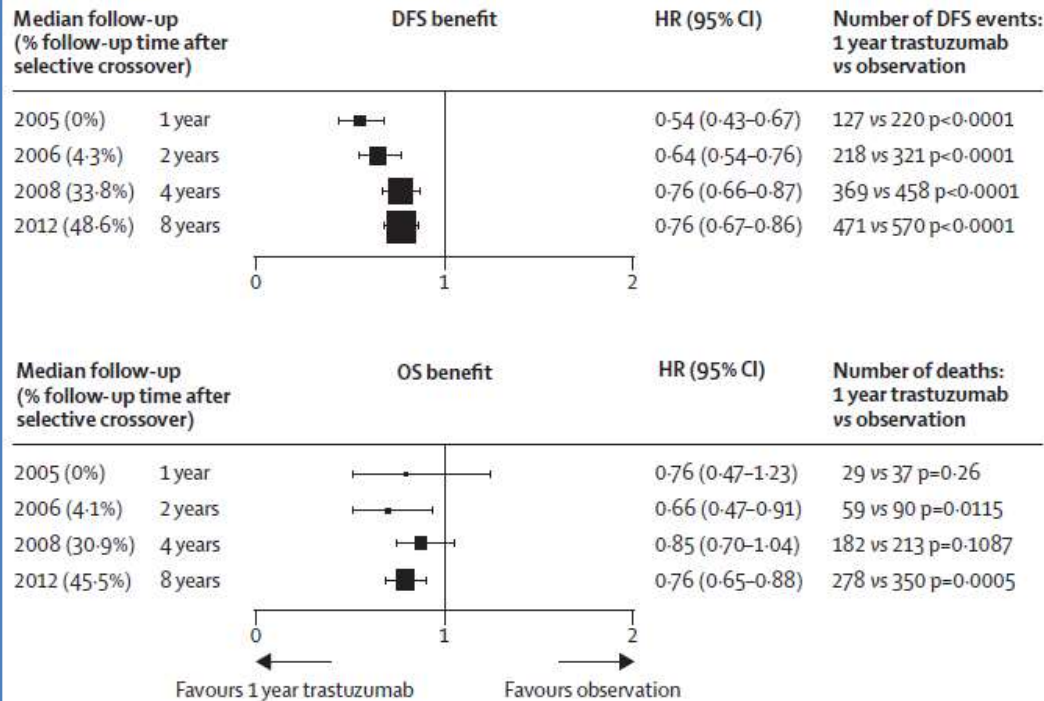 Median follow-up
(% follow-up time after
selective crossover)
DFS benefit
HR (95% CI)
Number of DFS events:
1 year trastuzumab
vs observation
2005 (0%) 1 year 0·54 (0·43–0·67) 127 vs 220 p<0·0001
2006 (4·3%) 2 years 0·64 (0·54–0·76) 218 vs 321 p<0·0001
2008 (33·8%) 4 years 0·76 (0·66–0·87) 369 vs 458 p<0·0001
2012 (48·6%) 8 years 0·76 (0·67–0·86) 471 vs 570 p<0·0001
0 1 2
Median follow-up
(% follow-up time after
selective crossover)
OS benefit
HR (95% CI)
Number of deaths:
1 year trastuzumab
vs observation
2005 (0%) 1 year 0·76 (0·47–1·23) 29 vs 37 p=0·26
2006 (4·1%) 2 years 0·66 (0·47–0·91) 59 vs 90 p=0·0115
2008 (30·9%) 4 years 0·85 (0·70–1·04) 182 vs 213 p=0·1087
2012 (45·5%) 8 years 0·76 (0·65–0·88) 278 vs 350 p=0·0005
0 1 2
Favours 1 year trastuzumab Favours observation